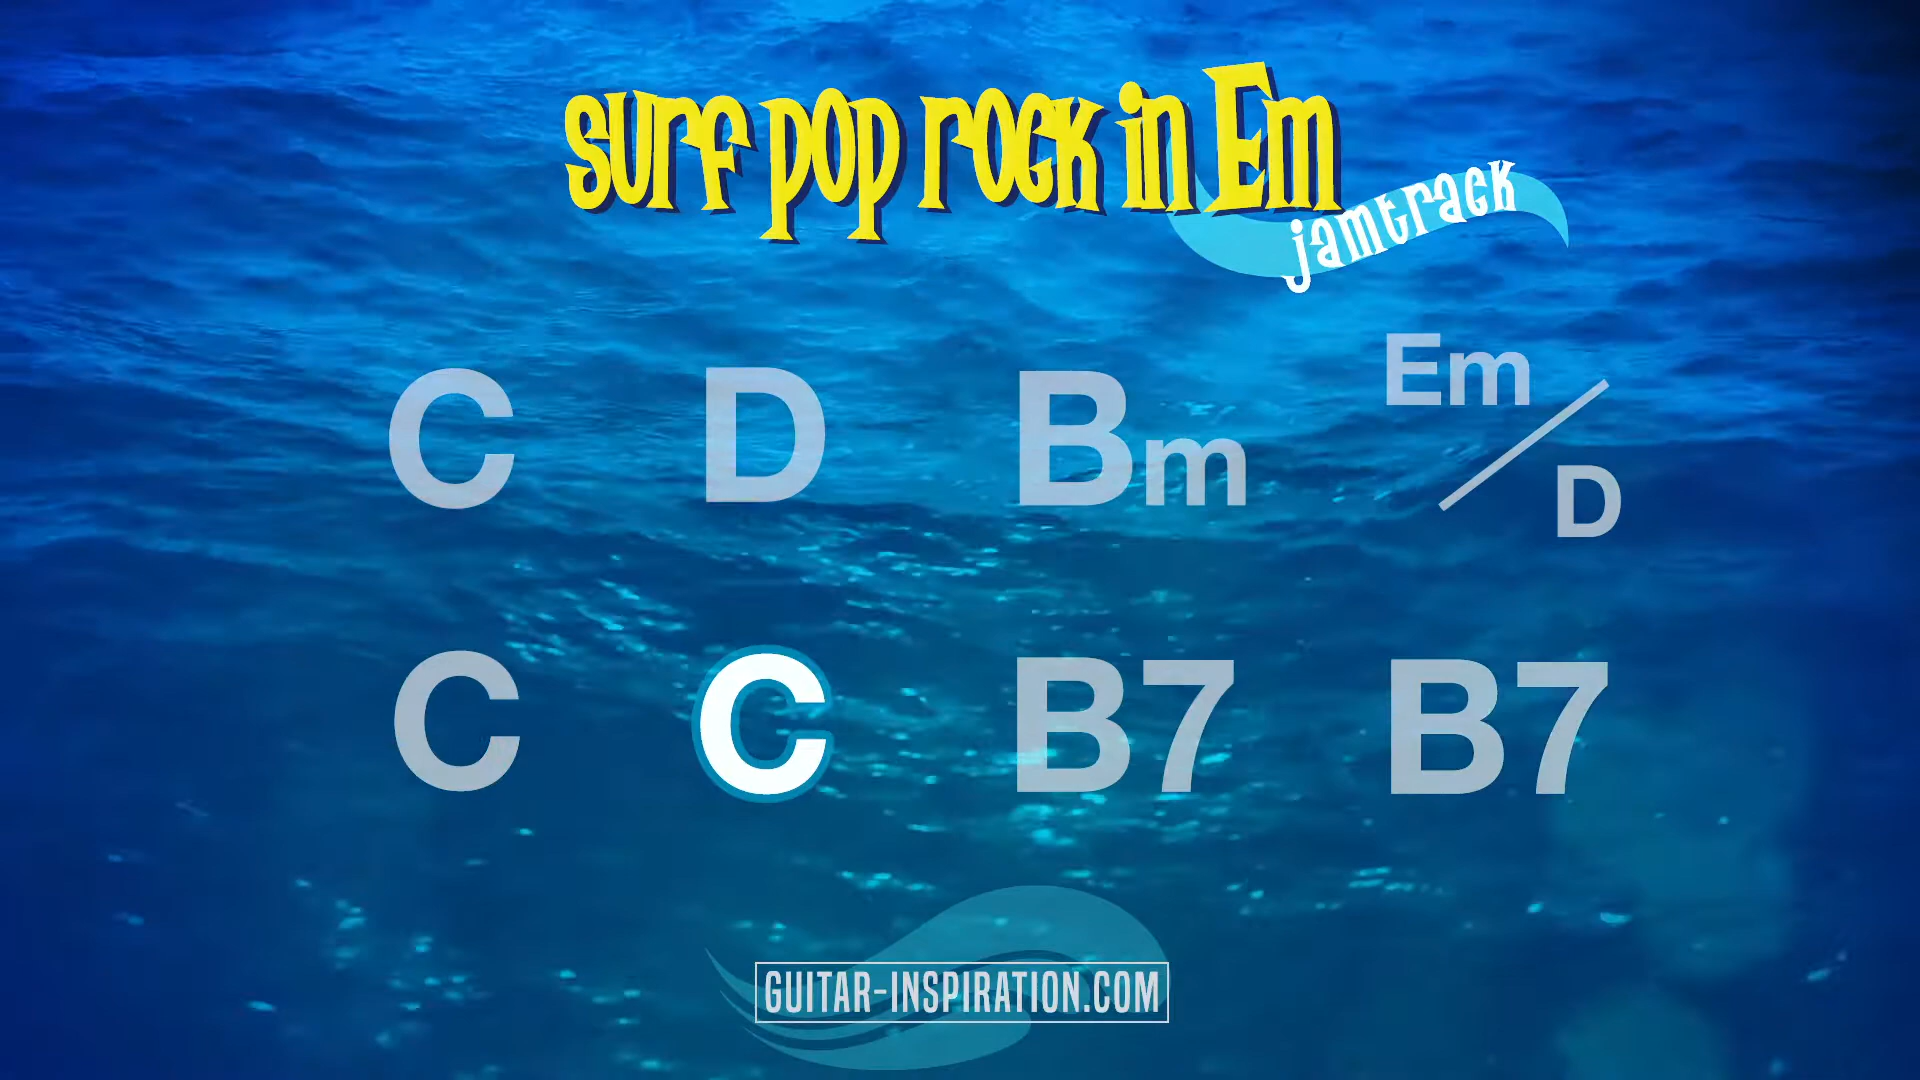 surf pop rock in Em
jamtrack
C D Bm Em/D
C C B7 B7
GUITAR-INSPIRATION.COM